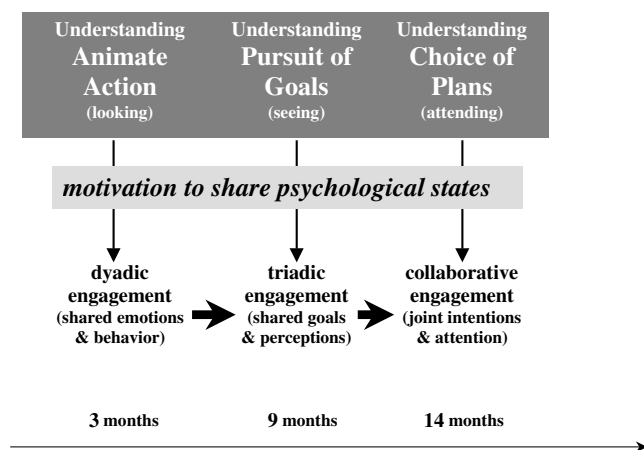 Understanding
Animate
Action
(looking)
Understanding
Pursuit of
Goals
(seeing)
Understanding
Choice of
Plans
(attending)
motivation to share psychological states
dyadic
engagement
(shared emotions
& behavior)
triadic
engagement
(shared goals
& perceptions)
collaborative
engagement
(joint intentions
& attention)
3 months
9 months
14 months